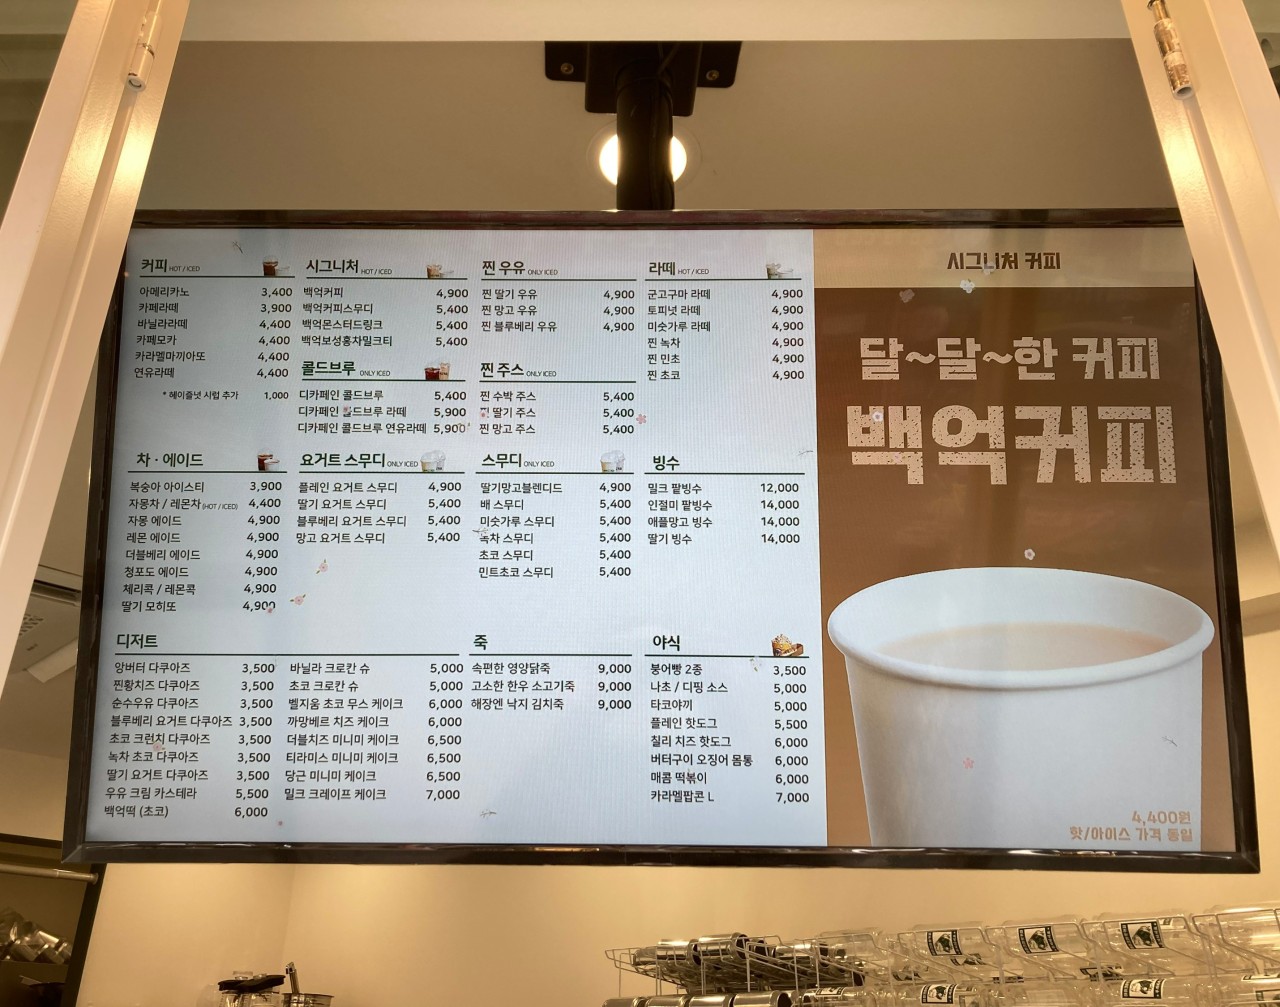 커피 HOT / ICED
아메리카노 3,400
카페라떼 3,900
바닐라라떼 4,400
카페모카 4,400
카라멜마끼아또 4,400
연유라떼 4,400
* 헤이즐넛 시럽 추가 1,000
시그니처 HOT / ICED
백억커피 4,900
백억커피스무디 5,400
백억몬스터드링크 5,400
백억보성홍차밀크티 5,400
콜드브루 ONLY ICED
디카페인 콜드브루 5,400
디카페인 콜드브루 라떼 5,900
디카페인 콜드브루 연유라떼 5,900
찐 우유 ONLY ICED
찐 딸기 우유 4,900
찐 망고 우유 4,900
찐 블루베리 우유 4,900
찐 주스 ONLY ICED
찐 수박 주스 5,400
찐 딸기 주스 5,400
찐 망고 주스 5,400
라떼 HOT / ICED
군고구마 라떼 4,900
토피넛 라떼 4,900
미숫가루 라떼 4,900
찐 녹차 4,900
찐 민초 4,900
찐 초코 4,900
차 · 에이드
복숭아 아이스티 3,900
자몽차 / 레몬차 (HOT / ICED) 4,400
자몽 에이드 4,900
레몬 에이드 4,900
더블베리 에이드 4,900
청포도 에이드 4,900
체리콕 / 레몬콕 4,900
딸기 모히또 4,900
요거트 스무디 ONLY ICED
플레인 요거트 스무디 4,900
딸기 요거트 스무디 5,400
블루베리 요거트 스무디 5,400
망고 요거트 스무디 5,400
스무디 ONLY ICED
딸기망고블렌디드 4,900
배 스무디 5,400
미숫가루 스무디 5,400
녹차 스무디 5,400
초코 스무디 5,400
민트초코 스무디 5,400
빙수
밀크 팥빙수 12,000
인절미 팥빙수 14,000
애플망고 빙수 14,000
딸기 빙수 14,000
디저트
앙버터 다쿠아즈 3,500
찐황치즈 다쿠아즈 3,500
순수우유 다쿠아즈 3,500
블루베리 요거트 다쿠아즈 3,500
초코 크런치 다쿠아즈 3,500
녹차 초코 다쿠아즈 3,500
딸기 요거트 다쿠아즈 3,500
우유 크림 카스테라 5,500
백억떡 (초코) 6,000
바닐라 크로칸 슈 5,000
초코 크로칸 슈 5,000
벨지움 초코 무스 케이크 6,000
까망베르 치즈 케이크 6,000
더블치즈 미니미 케이크 6,500
티라미스 미니미 케이크 6,500
당근 미니미 케이크 6,500
밀크 크레이프 케이크 7,000
죽
속편한 영양닭죽 9,000
고소한 한우 소고기죽 9,000
해장엔 낙지 김치죽 9,000
야식
붕어빵 2종 3,500
나초 / 디핑 소스 5,000
타코야끼 5,000
플레인 핫도그 5,500
칠리 치즈 핫도그 6,000
버터구이 오징어 몸통 6,000
매콤 떡볶이 6,000
카라멜팝콘 L 7,000
시그니처 커피
달~달~한 커피
백억커피
4,400원
핫/아이스 가격 동일